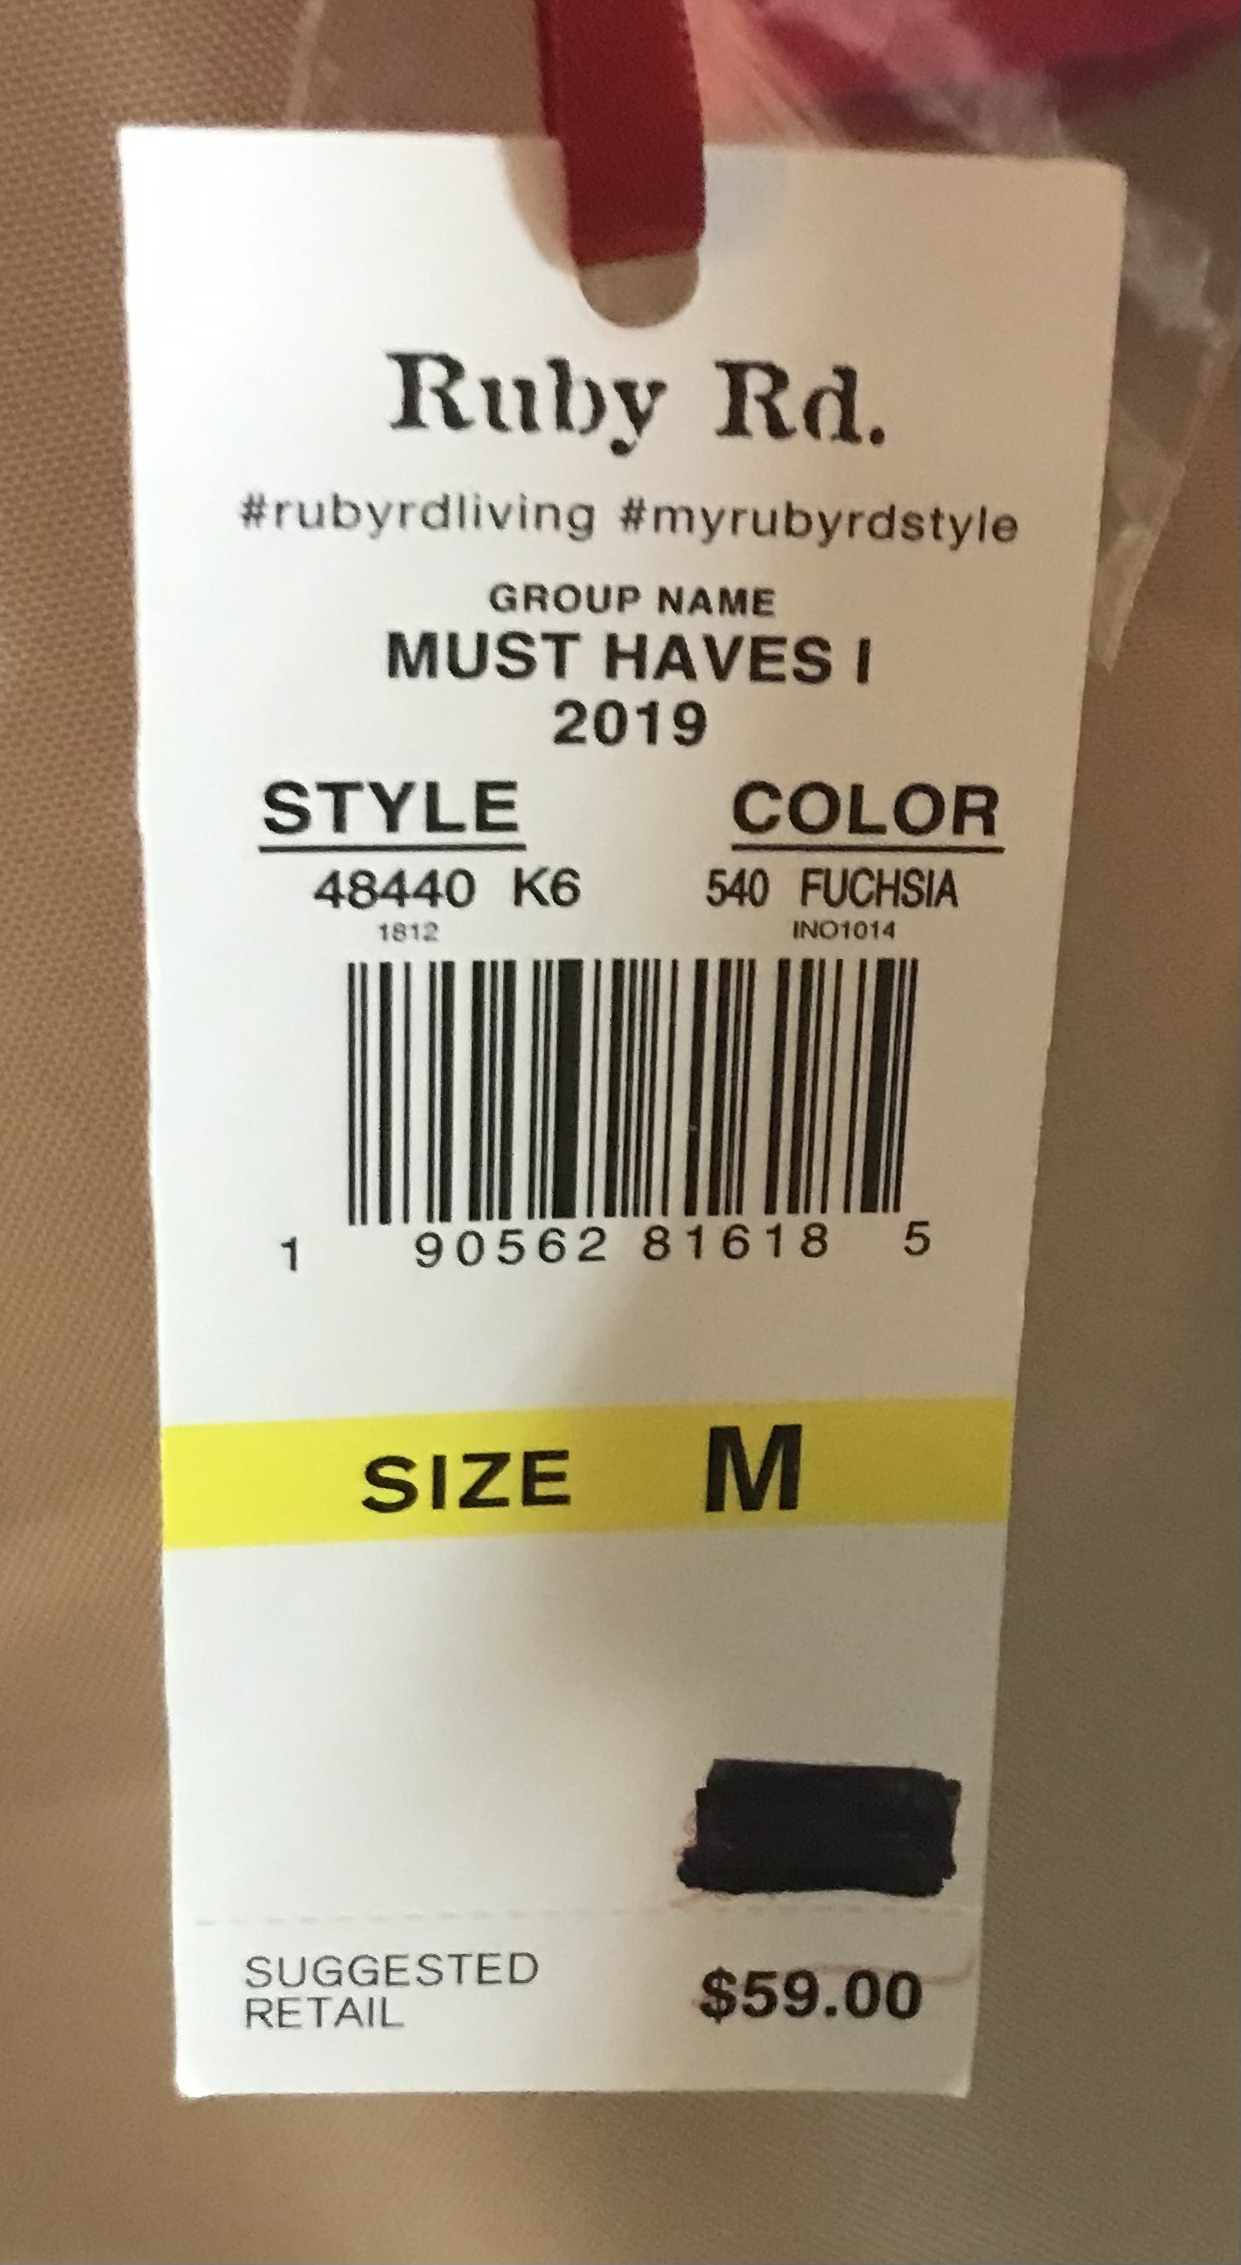 Ruby Rd.
#rubyrdliving #myrubyrdstyle
GROUP NAME
MUST HAVES I
2019
STYLE COLOR
48440 K6 540 FUCHSIA
1812 INO1014
1 90562 81618 5
SIZE M
SUGGESTED
RETAIL $59.00